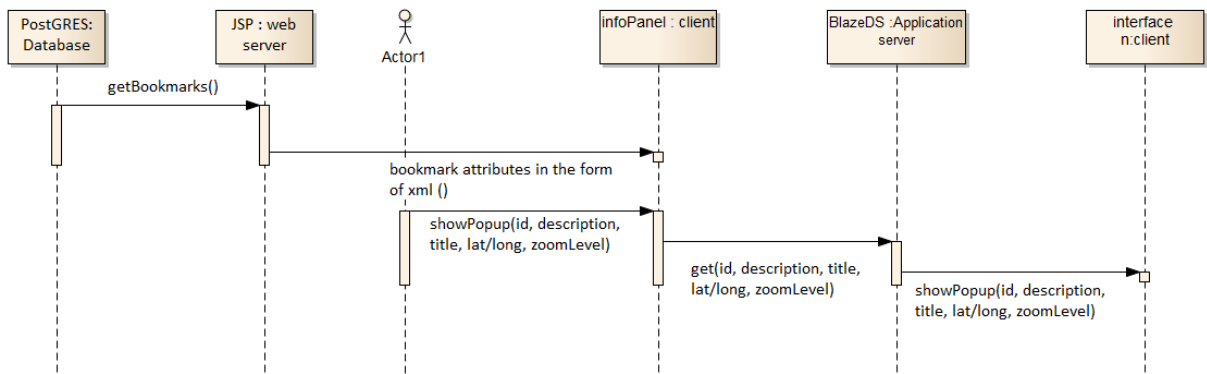 PostGRES:
Database
JSP : web
server
Actor1
infoPanel : client
BlazeDS :Application
server
interface
n:client
getBookmarks()
bookmark attributes in the form
of xml ()
showPopup(id, description,
title, lat/long, zoomLevel)
get(id, description, title,
lat/long, zoomLevel)
showPopup(id, description,
title, lat/long, zoomLevel)